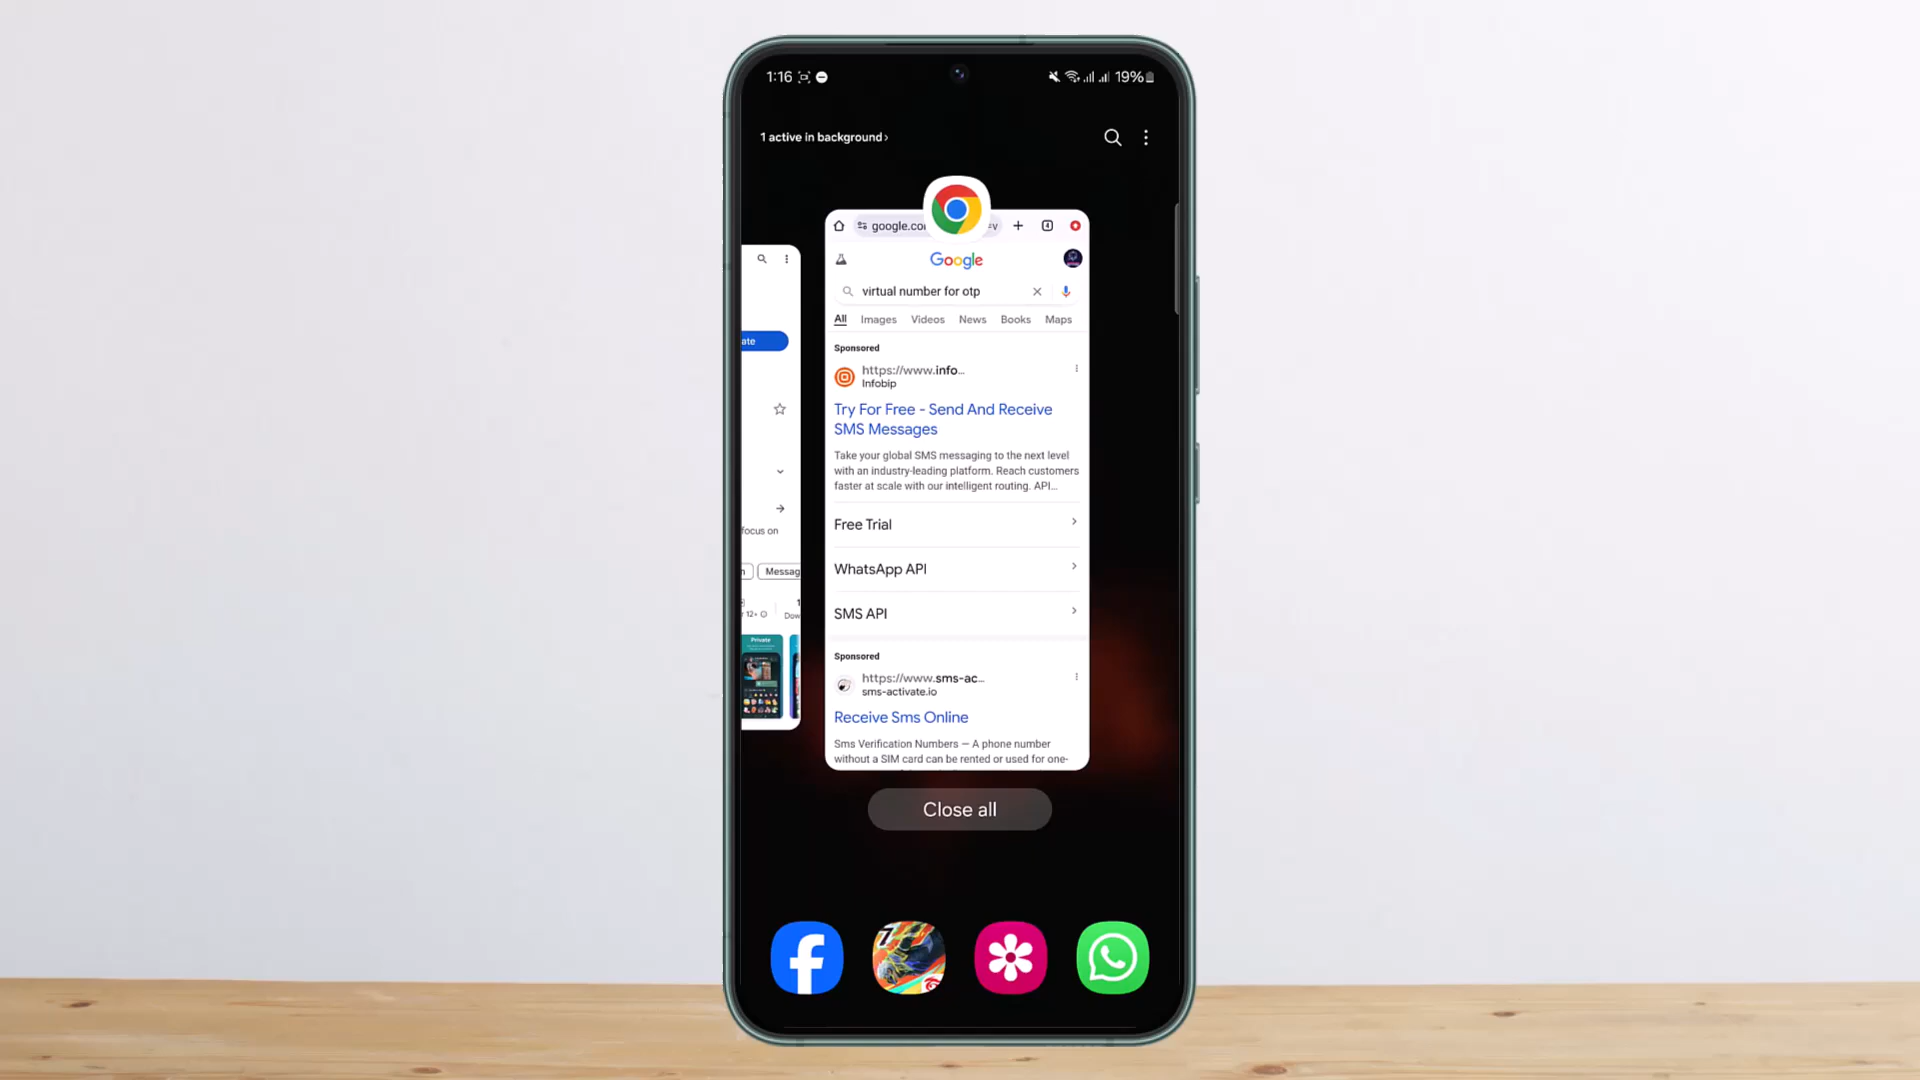 1:16
19%
1 active in background ›
google.co
Google
virtual number for otp
All Images Videos News Books Maps
Sponsored
https://www.info...
Infobip
Try For Free - Send And Receive
SMS Messages
Take your global SMS messaging to the next level
with an industry-leading platform. Reach customers
faster at scale with our intelligent routing. API...
Free Trial
WhatsApp API
SMS API
Sponsored
https://www.sms-ac...
sms-activate.io
Receive Sms Online
Sms Verification Numbers — A phone number
without a SIM card can be rented or used for one-
ate
focus on
Messag
12+
Dow
Private
Close all
7